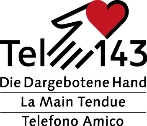 Tel 143
Die Dargebotene Hand
La Main Tendue
Telefono Amico